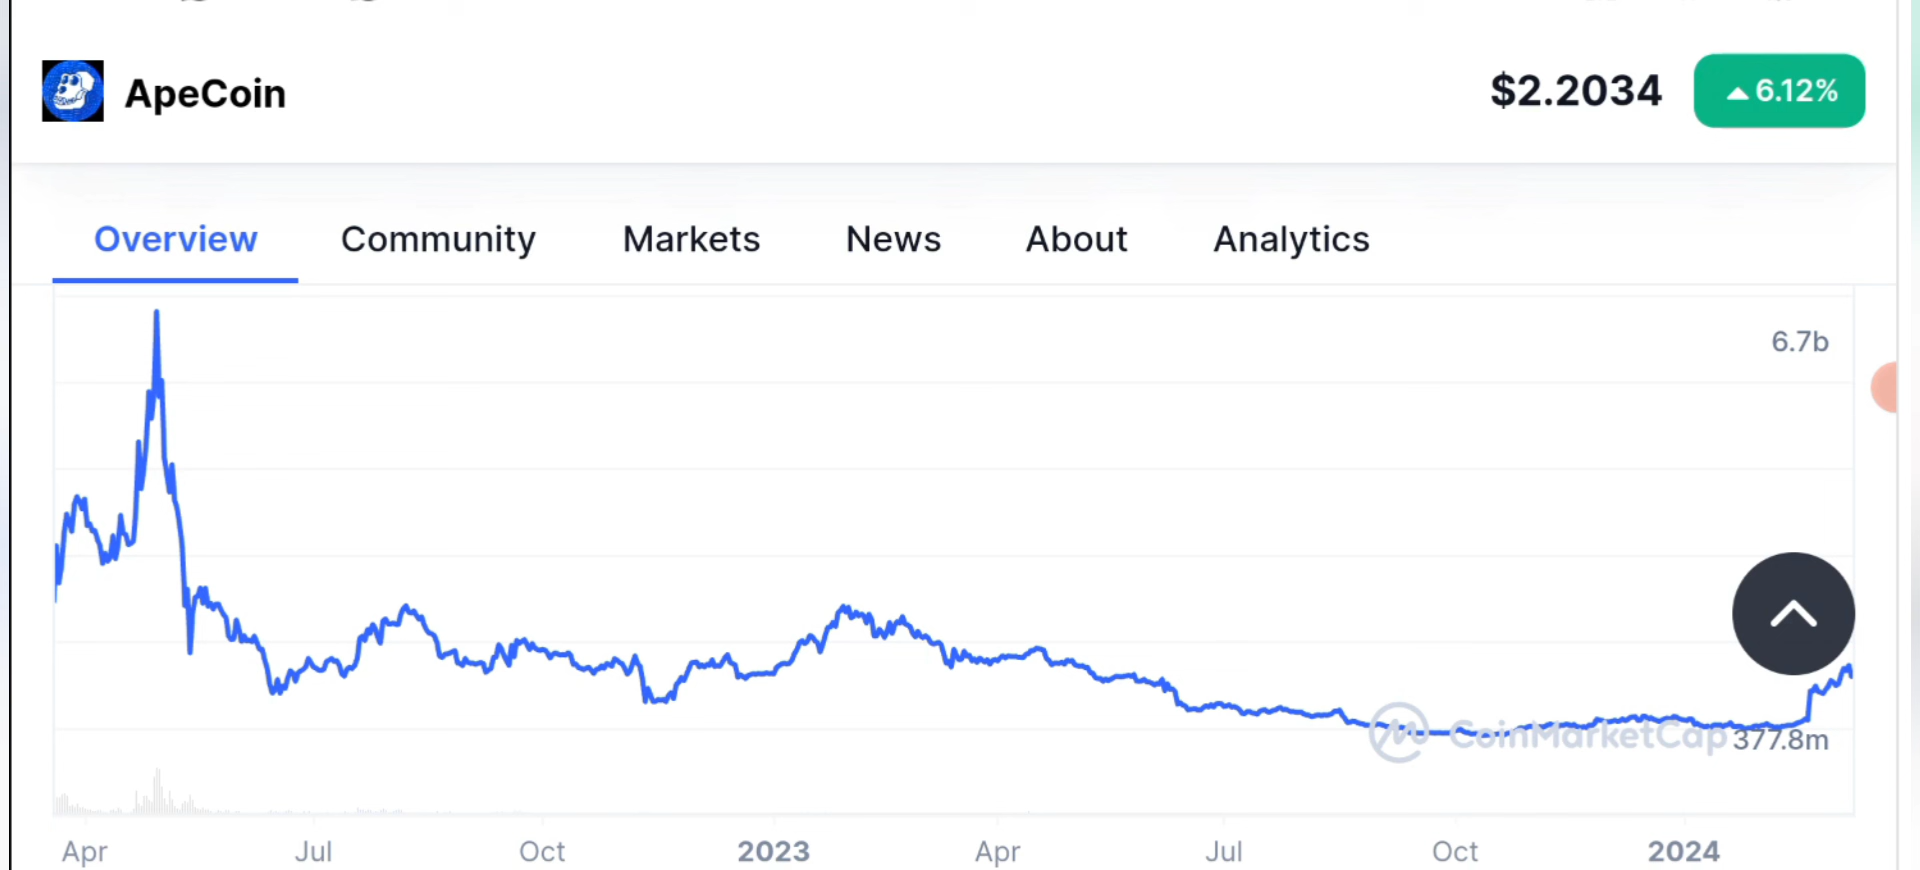 ApeCoin $2.2034 ▲ 6.12%
Overview Community Markets News About Analytics
6.7b
CoinMarketCap 377.8m
Apr Jul Oct 2023 Apr Jul Oct 2024